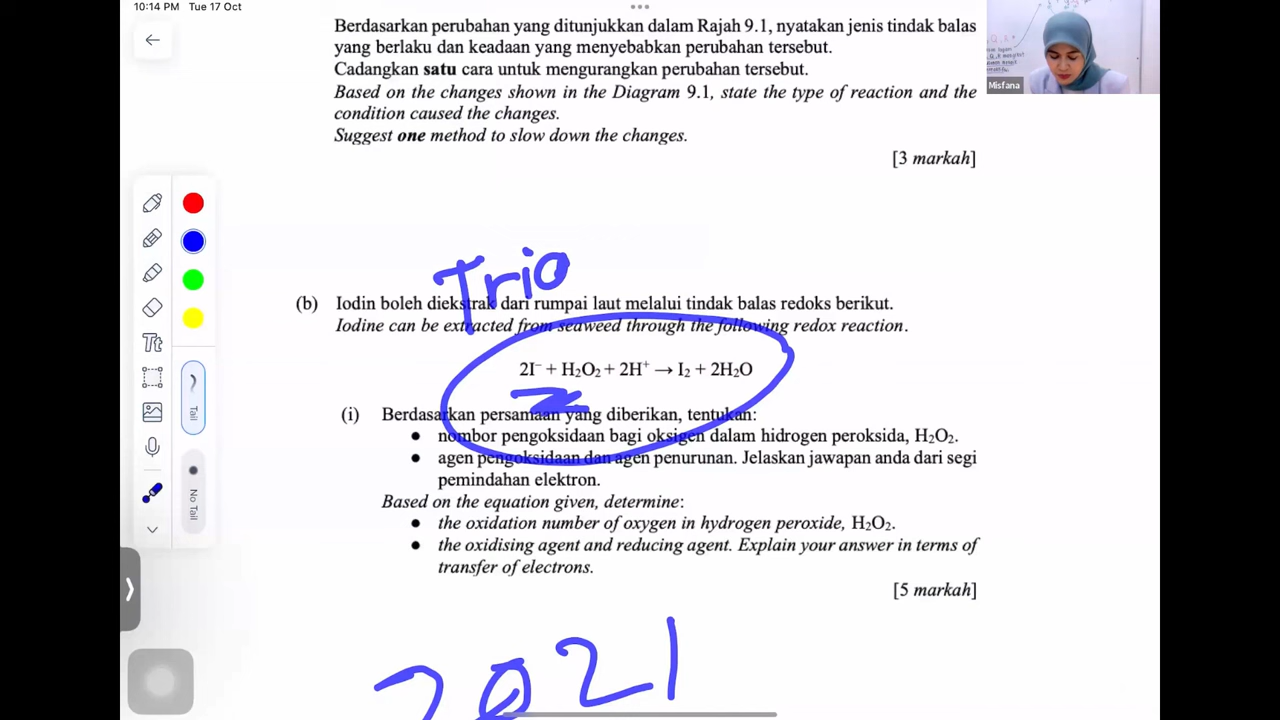 10:14 PM Tue 17 Oct
Berdasarkan perubahan yang ditunjukkan dalam Rajah 9.1, nyatakan jenis tindak balas
yang berlaku dan keadaan yang menyebabkan perubahan tersebut.
Cadangkan satu cara untuk mengurangkan perubahan tersebut.
Based on the changes shown in the Diagram 9.1, state the type of reaction and the
condition caused the changes.
Suggest one method to slow down the changes.
[3 markah]
Misfana
Trio
(b) Iodin boleh diekstrak dari rumpai laut melalui tindak balas redoks berikut.
Iodine can be extracted from seaweed through the following redox reaction.
2I⁻ + H₂O₂ + 2H⁺ → I₂ + 2H₂O
(i) Berdasarkan persamaan yang diberikan, tentukan:
● nombor pengoksidaan bagi oksigen dalam hidrogen peroksida, H₂O₂.
● agen pengoksidaan dan agen penurunan. Jelaskan jawapan anda dari segi
pemindahan elektron.
Based on the equation given, determine:
● the oxidation number of oxygen in hydrogen peroxide, H₂O₂.
● the oxidising agent and reducing agent. Explain your answer in terms of
transfer of electrons.
[5 markah]
2021
Tt
Tail
No Tail